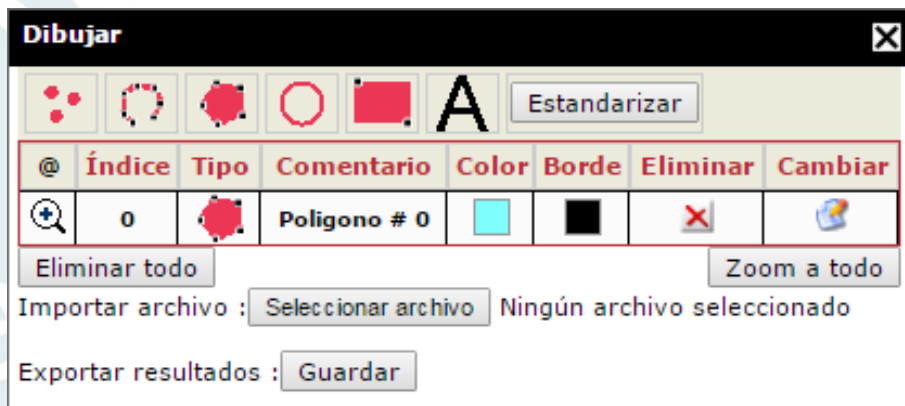 Dibujar
A Estandarizar
@ Índice Tipo Comentario Color Borde Eliminar Cambiar
0 Poligono # 0
Eliminar todo Zoom a todo
Importar archivo : Seleccionar archivo Ningún archivo seleccionado
Exportar resultados : Guardar